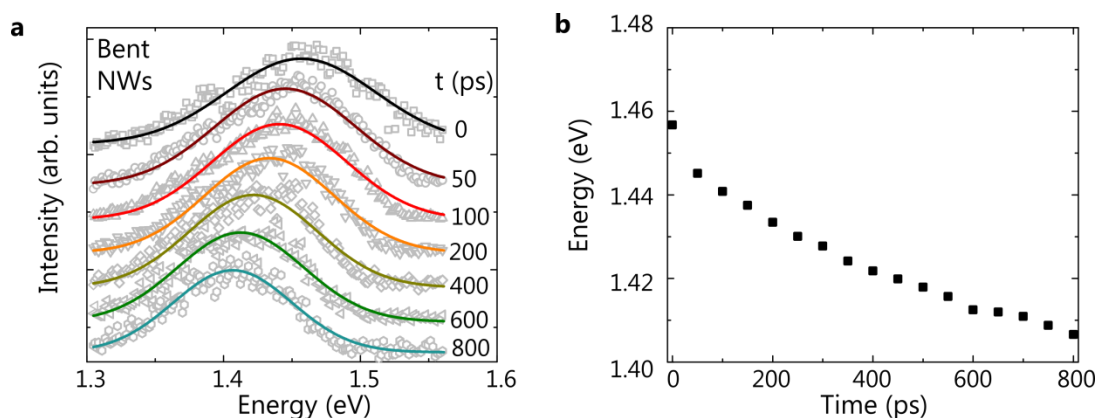 a
Bent
NWs
t (ps)
0
50
100
200
400
600
800
Intensity (arb. units)
1.3
1.4
1.5
1.6
Energy (eV)
b
1.48
1.46
1.44
1.42
1.40
Energy (eV)
0
200
400
600
800
Time (ps)